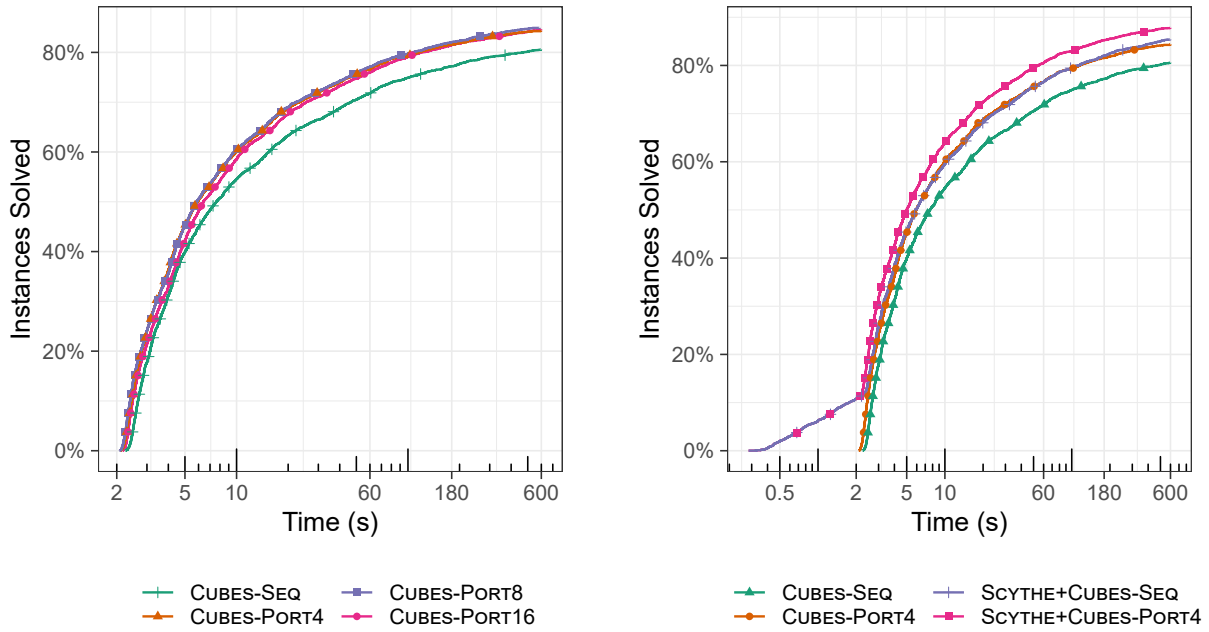 Instances Solved
80%
60%
40%
20%
0%
2 5 10 60 180 600
Time (s)
CUBES-SEQ CUBES-PORT8
CUBES-PORT4 CUBES-PORT16
Instances Solved
80%
60%
40%
20%
0%
0.5 2 5 10 60 180 600
Time (s)
CUBES-SEQ SCYTHE+CUBES-SEQ
CUBES-PORT4 SCYTHE+CUBES-PORT4